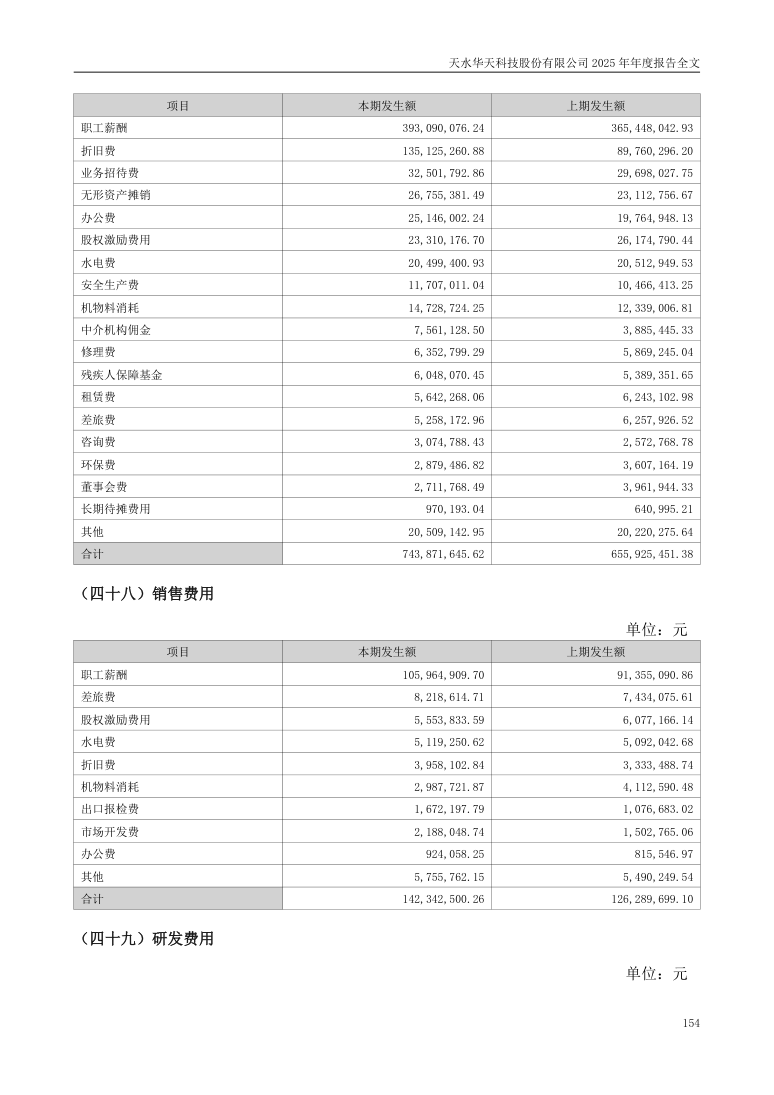 天水华天科技股份有限公司 2025 年年度报告全文
项目 本期发生额 上期发生额
职工薪酬 393,090,076.24 365,448,042.93
折旧费 135,125,260.88 89,760,296.20
业务招待费 32,501,792.86 29,698,027.75
无形资产摊销 26,755,381.49 23,112,756.67
办公费 25,146,002.24 19,764,948.13
股权激励费用 23,310,176.70 26,174,790.44
水电费 20,499,400.93 20,512,949.53
安全生产费 11,707,011.04 10,466,413.25
机物料消耗 14,728,724.25 12,339,006.81
中介机构佣金 7,561,128.50 3,885,445.33
修理费 6,352,799.29 5,869,245.04
残疾人保障基金 6,048,070.45 5,389,351.65
租赁费 5,642,268.06 6,243,102.98
差旅费 5,258,172.96 6,257,926.52
咨询费 3,074,788.43 2,572,768.78
环保费 2,879,486.82 3,607,164.19
董事会费 2,711,768.49 3,961,944.33
长期待摊费用 970,193.04 640,995.21
其他 20,509,142.95 20,220,275.64
合计 743,871,645.62 655,925,451.38
（四十八）销售费用
单位：元
项目 本期发生额 上期发生额
职工薪酬 105,964,909.70 91,355,090.86
差旅费 8,218,614.71 7,434,075.61
股权激励费用 5,553,833.59 6,077,166.14
水电费 5,119,250.62 5,092,042.68
折旧费 3,958,102.84 3,333,488.74
机物料消耗 2,987,721.87 4,112,590.48
出口报检费 1,672,197.79 1,076,683.02
市场开发费 2,188,048.74 1,502,765.06
办公费 924,058.25 815,546.97
其他 5,755,762.15 5,490,249.54
合计 142,342,500.26 126,289,699.10
（四十九）研发费用
单位：元
154